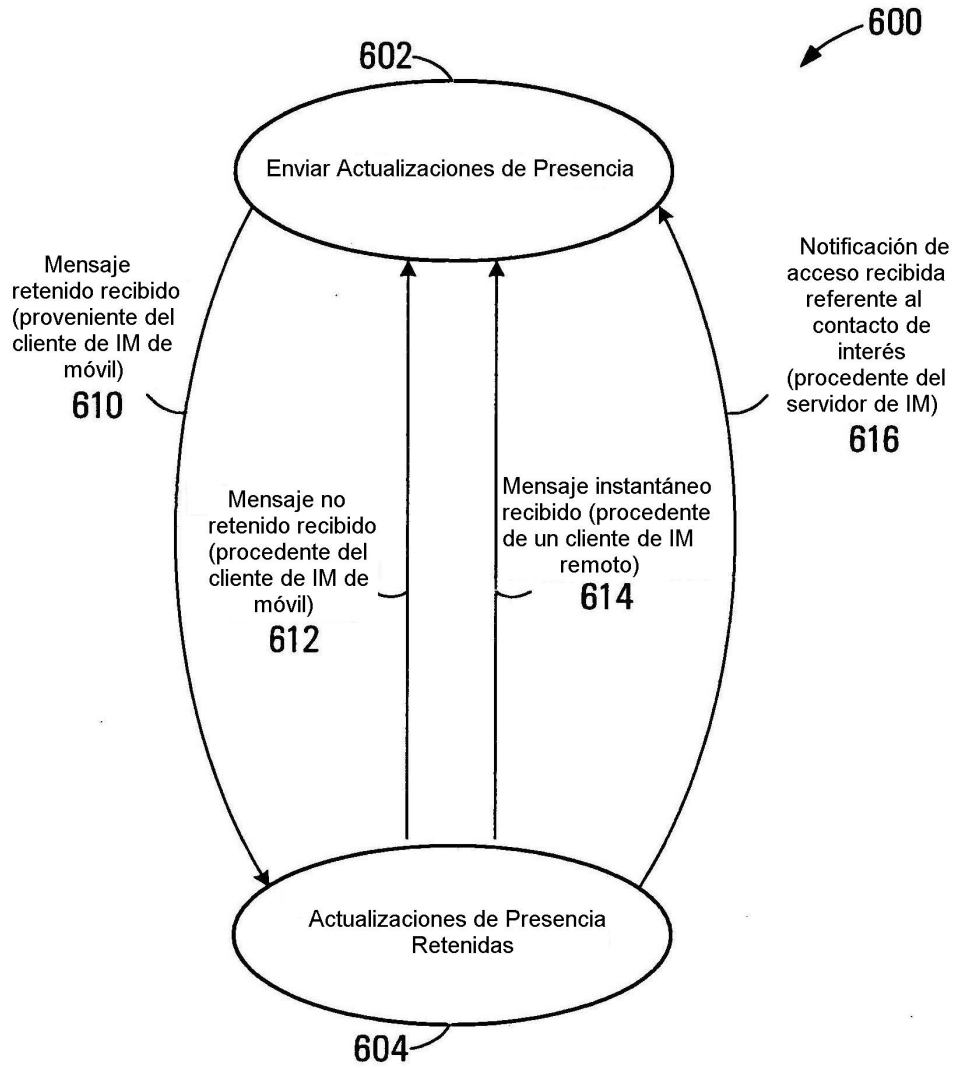 600
602
Enviar Actualizaciones de Presencia
Mensaje
retenido recibido
(proveniente del
cliente de IM de
móvil)
610
Notificación de
acceso recibida
referente al
contacto de
interés
(procedente del
servidor de IM)
616
Mensaje no
retenido recibido
(procedente del
cliente de IM de
móvil)
612
Mensaje instantáneo
recibido (procedente
de un cliente de IM
remoto)
614
Actualizaciones de Presencia
Retenidas
604